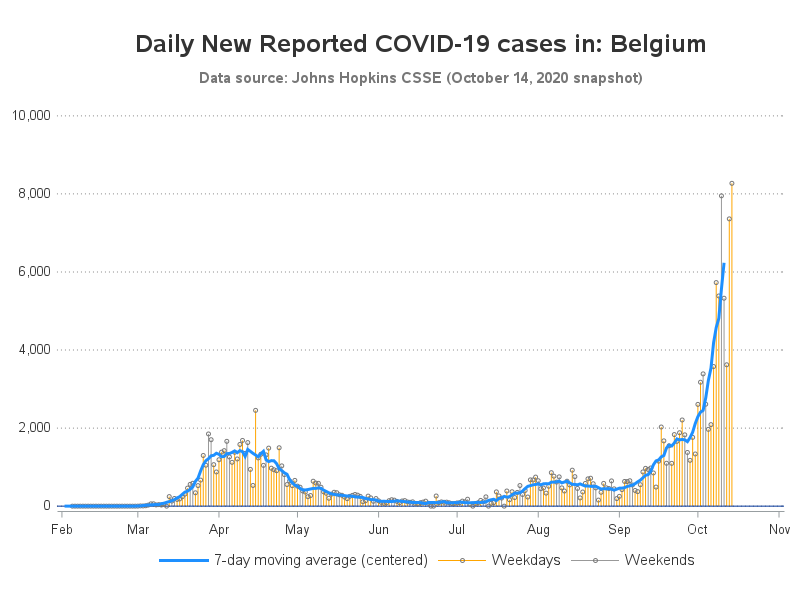 Daily New Reported COVID-19 cases in: Belgium
Data source: Johns Hopkins CSSE (October 14, 2020 snapshot)
10,000
8,000
6,000
4,000
2,000
0
Feb Mar Apr May Jun Jul Aug Sep Oct Nov
7-day moving average (centered) Weekdays Weekends